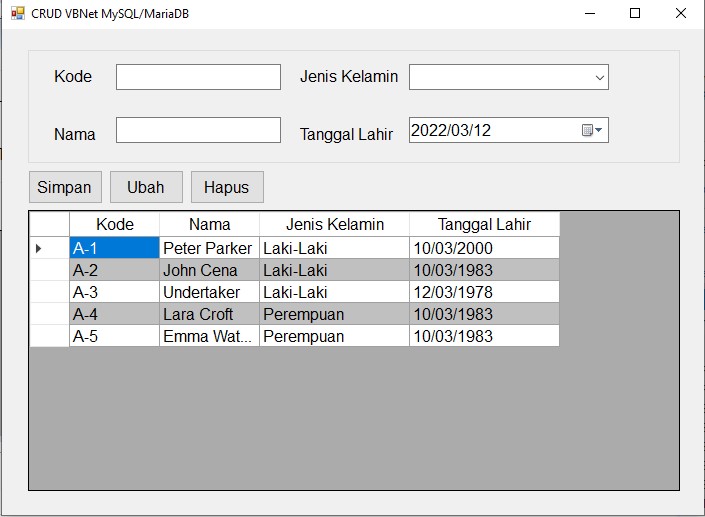 CRUD VBNet MySQL/MariaDB
Kode Jenis Kelamin
Nama Tanggal Lahir 2022/03/12
Simpan Ubah Hapus
Kode Nama Jenis Kelamin Tanggal Lahir
A-1 Peter Parker Laki-Laki 10/03/2000
A-2 John Cena Laki-Laki 10/03/1983
A-3 Undertaker Laki-Laki 12/03/1978
A-4 Lara Croft Perempuan 10/03/1983
A-5 Emma Wat... Perempuan 10/03/1983